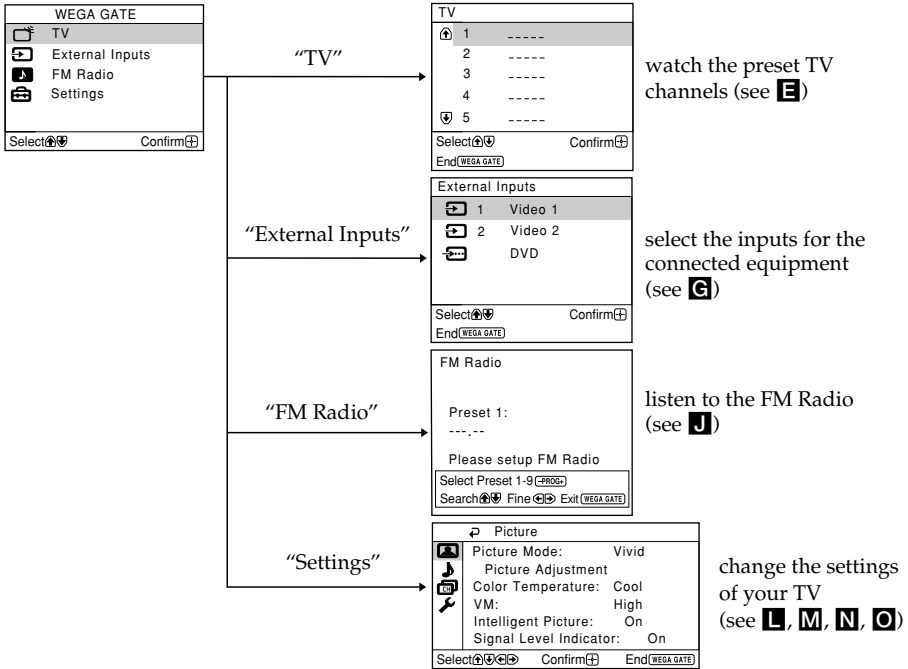 WEGA GATE
TV
External Inputs
FM Radio
Settings
Select Confirm
"TV"
TV
1 -----
2 -----
3 -----
4 -----
5 -----
Select Confirm
End WEGA GATE
watch the preset TV
channels (see E)
"External Inputs"
External Inputs
1 Video 1
2 Video 2
DVD
Select Confirm
End WEGA GATE
select the inputs for the
connected equipment
(see G)
"FM Radio"
FM Radio
Preset 1:
---.--
Please setup FM Radio
Select Preset 1-9 -PROG+
Search Fine Exit WEGA GATE
listen to the FM Radio
(see J)
"Settings"
Picture
Picture Mode: Vivid
Picture Adjustment
CH Color Temperature: Cool
VM: High
Intelligent Picture: On
Signal Level Indicator: On
Select Confirm End WEGA GATE
change the settings
of your TV
(see L, M, N, O)